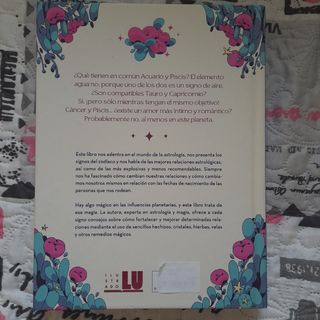 ¿Qué tienen en común Acuario y Piscis? El elemento
agua no, porque uno de los dos es un signo de aire.
¿Son compatibles Tauro y Capricornio?
Sí, ¡pero sólo mientras tengan el mismo objetivo!
Cáncer y Piscis... ¿existe un amor más íntimo y romántico?
Probablemente no, al menos en este planeta.
Este libro nos adentra en el mundo de la astrología, nos presenta los
signos del zodiaco y nos habla de las mejores relaciones astrológicas,
así como de las más explosivas y menos recomendables. Siempre
nos ha fascinado cómo cambian nuestras relaciones y cómo cambia-
mos nosotros mismos en relación con las fechas de nacimiento de las
personas que nos rodean.
Hay algo mágico en las influencias planetarias, y este libro trata de
esa magia. La autora, experta en astrología y magia, ofrece a cada
signo consejos sobre cómo fortalecer y mejorar determinadas rela-
ciones mediante el uso de sencillos hechizos, cristales, hierbas, velas
y otros remedios mágicos.
ILUSTRADO
LU